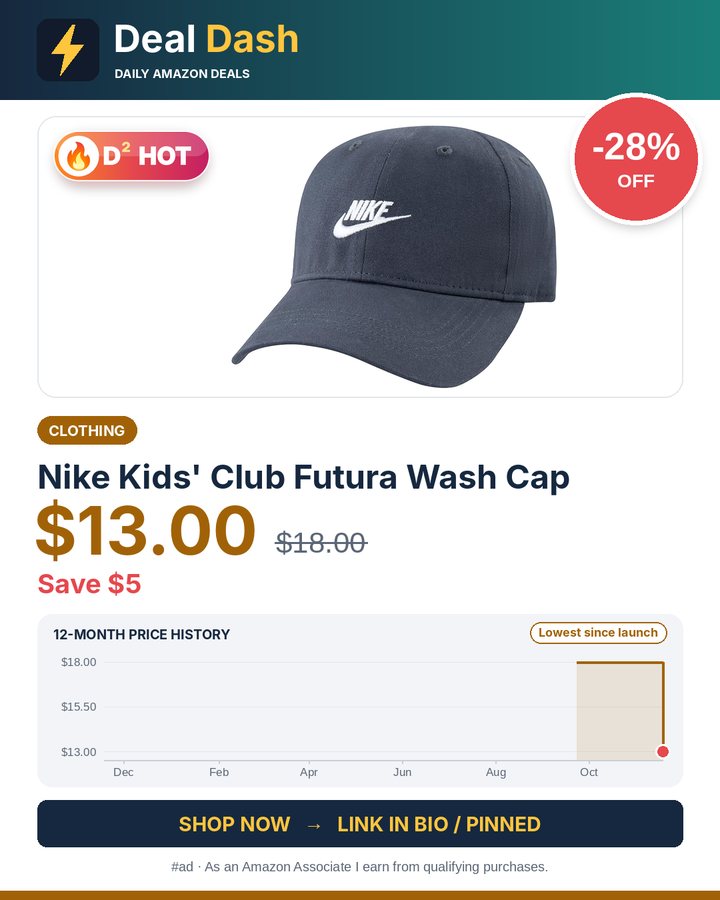 Deal Dash
DAILY AMAZON DEALS
D² HOT
-28%
OFF
NIKE
CLOTHING
Nike Kids' Club Futura Wash Cap
$13.00 $18.00
Save $5
12-MONTH PRICE HISTORY
Lowest since launch
$18.00
$15.50
$13.00
Dec Feb Apr Jun Aug Oct
SHOP NOW → LINK IN BIO / PINNED
#ad · As an Amazon Associate I earn from qualifying purchases.